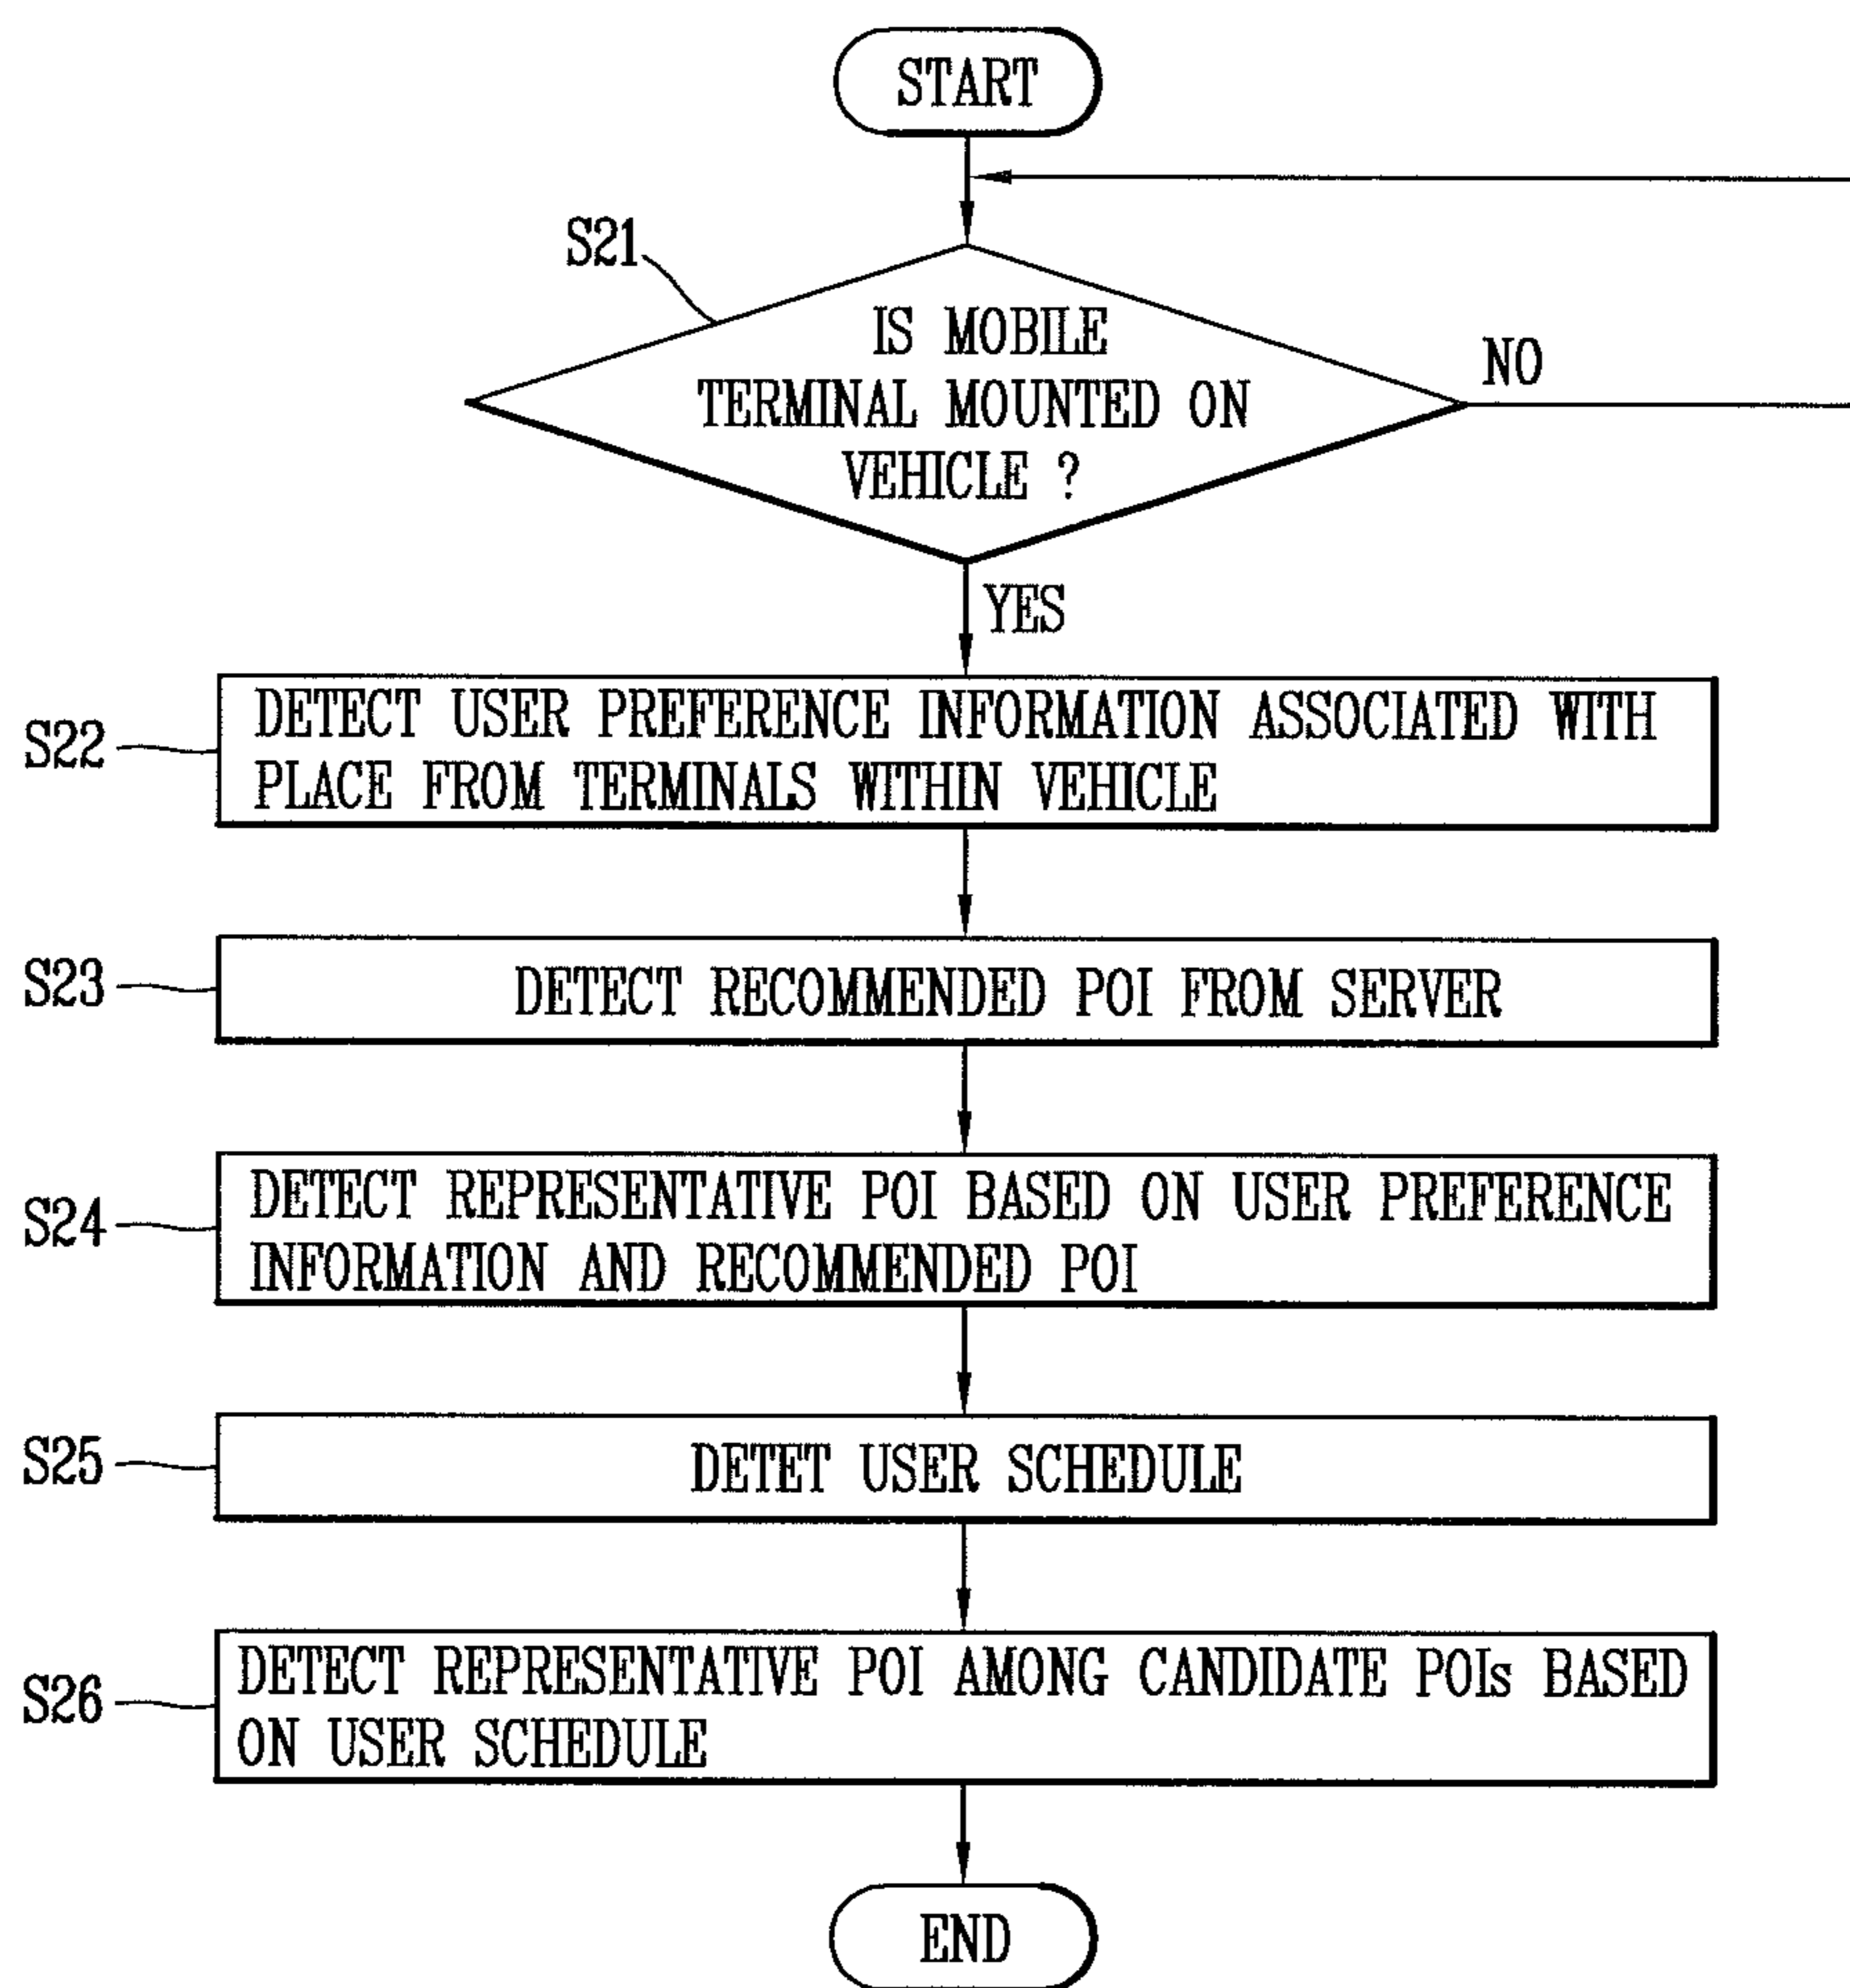 START
S21
IS MOBILE
TERMINAL MOUNTED ON
VEHICLE ?
NO
YES
S22
DETECT USER PREFERENCE INFORMATION ASSOCIATED WITH
PLACE FROM TERMINALS WITHIN VEHICLE
S23
DETECT RECOMMENDED POI FROM SERVER
S24
DETECT REPRESENTATIVE POI BASED ON USER PREFERENCE
INFORMATION AND RECOMMENDED POI
S25
DETET USER SCHEDULE
S26
DETECT REPRESENTATIVE POI AMONG CANDIDATE POIs BASED
ON USER SCHEDULE
END